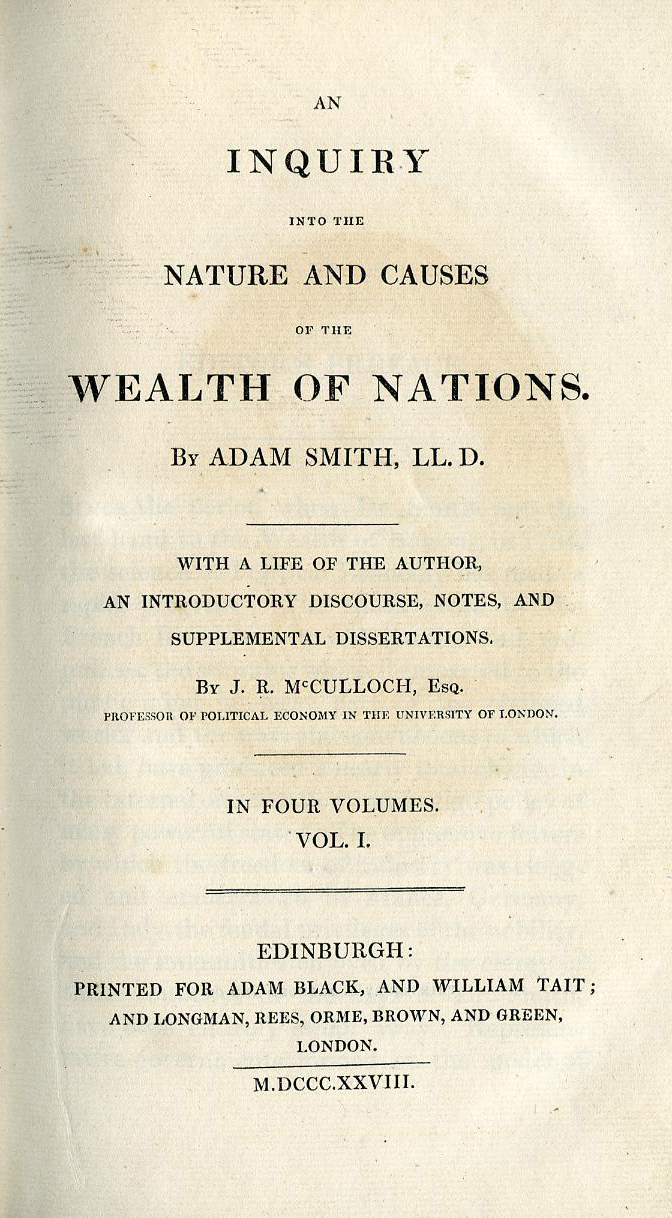 AN
INQUIRY
INTO THE
NATURE AND CAUSES
OF THE
WEALTH OF NATIONS.
By ADAM SMITH, LL. D.
WITH A LIFE OF THE AUTHOR,
AN INTRODUCTORY DISCOURSE, NOTES, AND
SUPPLEMENTAL DISSERTATIONS.
By J. R. McCULLOCH, Esq.
PROFESSOR OF POLITICAL ECONOMY IN THE UNIVERSITY OF LONDON.
IN FOUR VOLUMES.
VOL. I.
EDINBURGH:
PRINTED FOR ADAM BLACK, AND WILLIAM TAIT;
AND LONGMAN, REES, ORME, BROWN, AND GREEN,
LONDON.
M.DCCC.XXVIII.